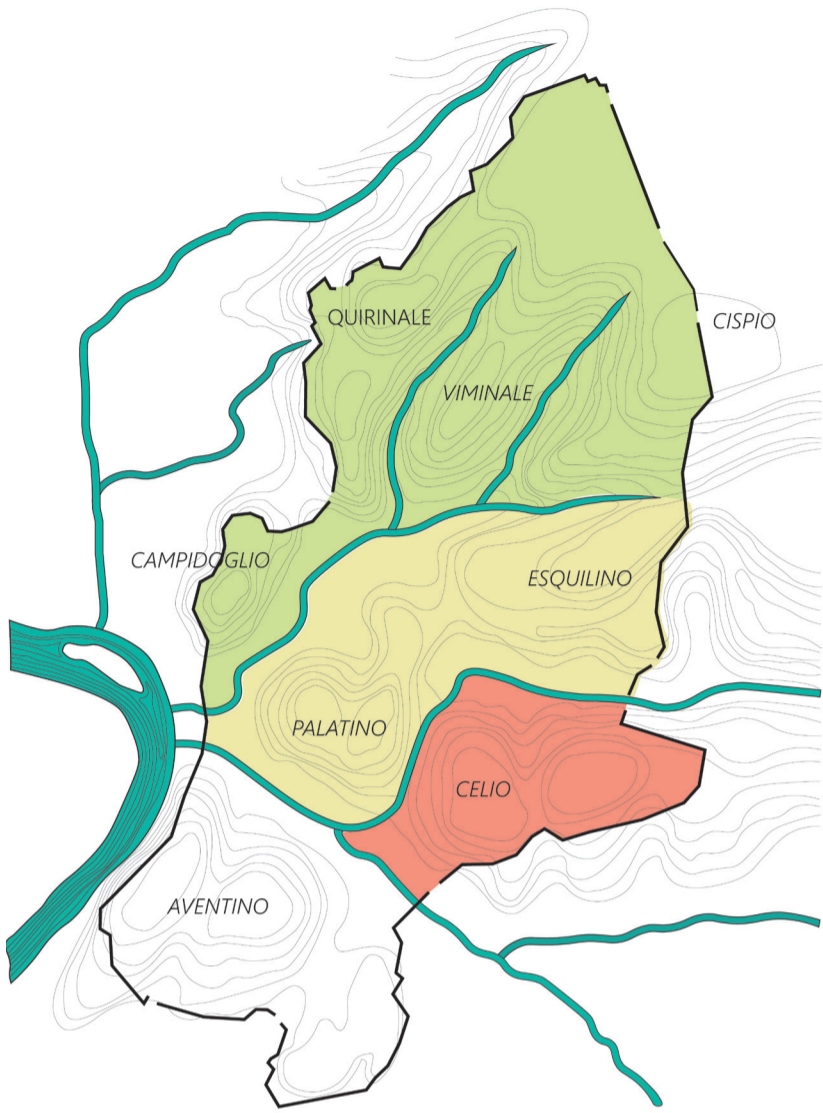 QUIRINALE
CISPIO
VIMINALE
CAMPIDOGLIO
ESQUILINO
PALATINO
CELIO
AVENTINO